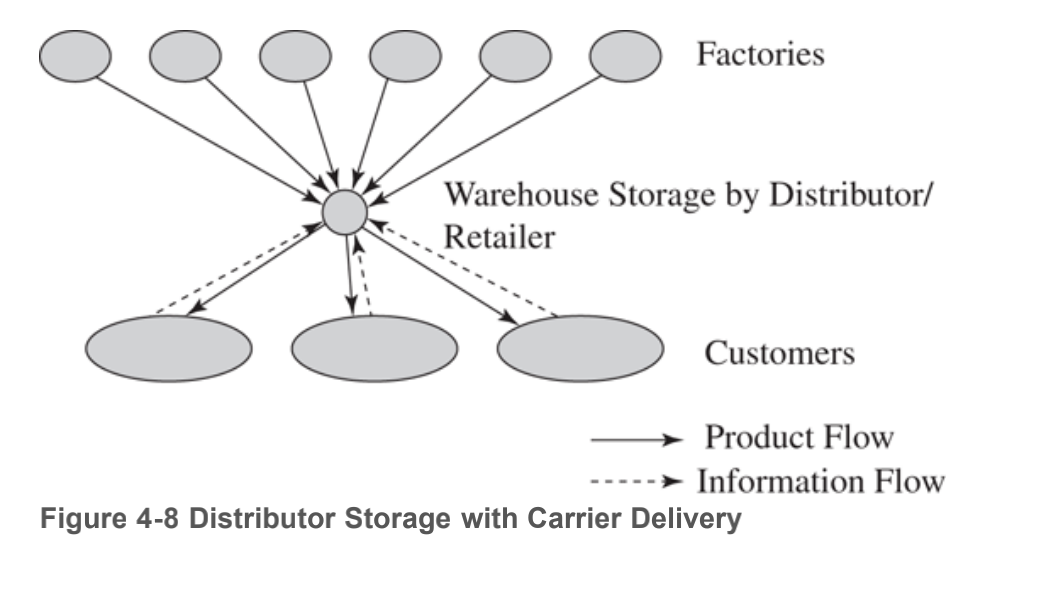 Factories
Warehouse Storage by Distributor/
Retailer
Customers
Product Flow
Information Flow
Figure 4-8 Distributor Storage with Carrier Delivery